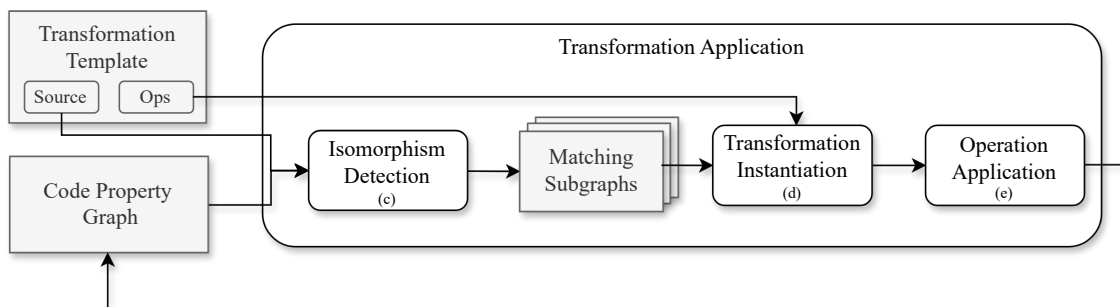 Transformation
Template
Source
Ops
Code Property
Graph
Transformation Application
Isomorphism
Detection
(c)
Matching
Subgraphs
Transformation
Instantiation
(d)
Operation
Application
(e)